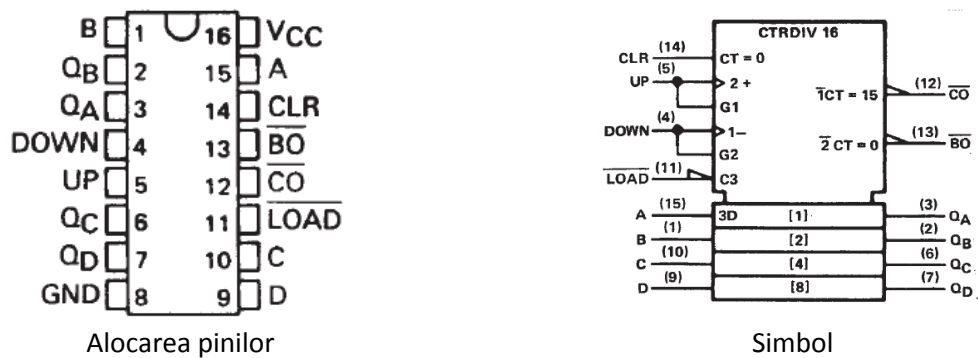 B 1 16 VCC
QB 2 15 A
QA 3 14 CLR
DOWN 4 13 BO
UP 5 12 CO
QC 6 11 LOAD
QD 7 10 C
GND 8 9 D
Alocarea pinilor
CTRDIV 16
CLR (14) CT = 0
UP (5) 2 +
G1
1CT = 15 (12) CO
DOWN (4) 1–
2 CT = 0 (13) BO
G2
LOAD (11) C3
A (15) 3D [1] (3) QA
B (1) [2] (2) QB
C (10) [4] (6) QC
D (9) [8] (7) QD
Simbol